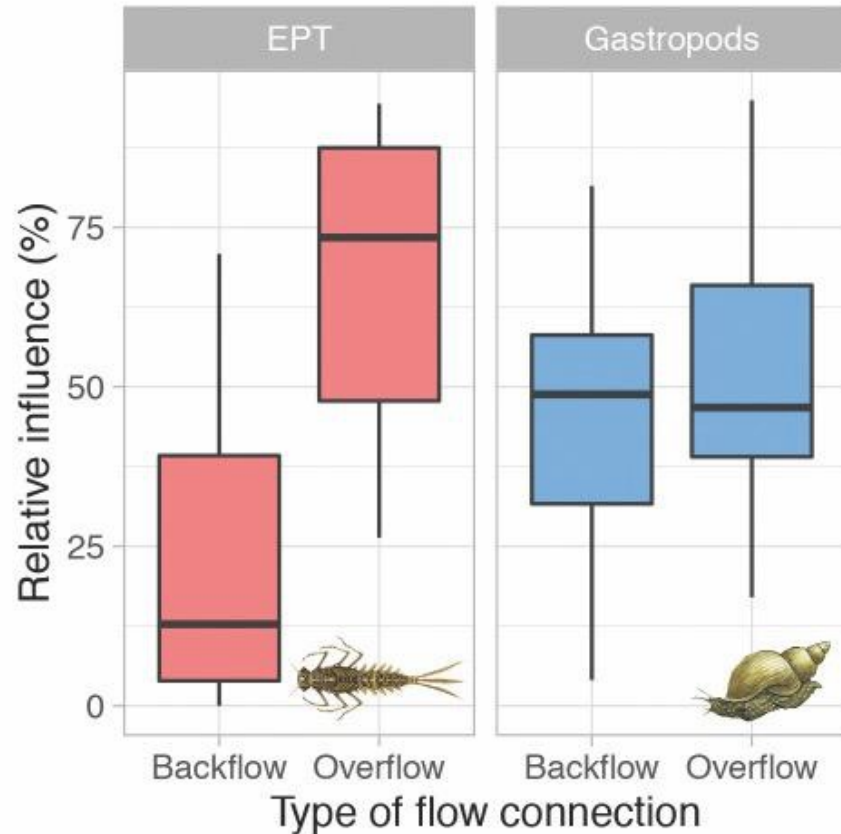 EPT
Gastropods
Relative influence (%)
75
50
25
0
Backflow Overflow
Backflow Overflow
Type of flow connection